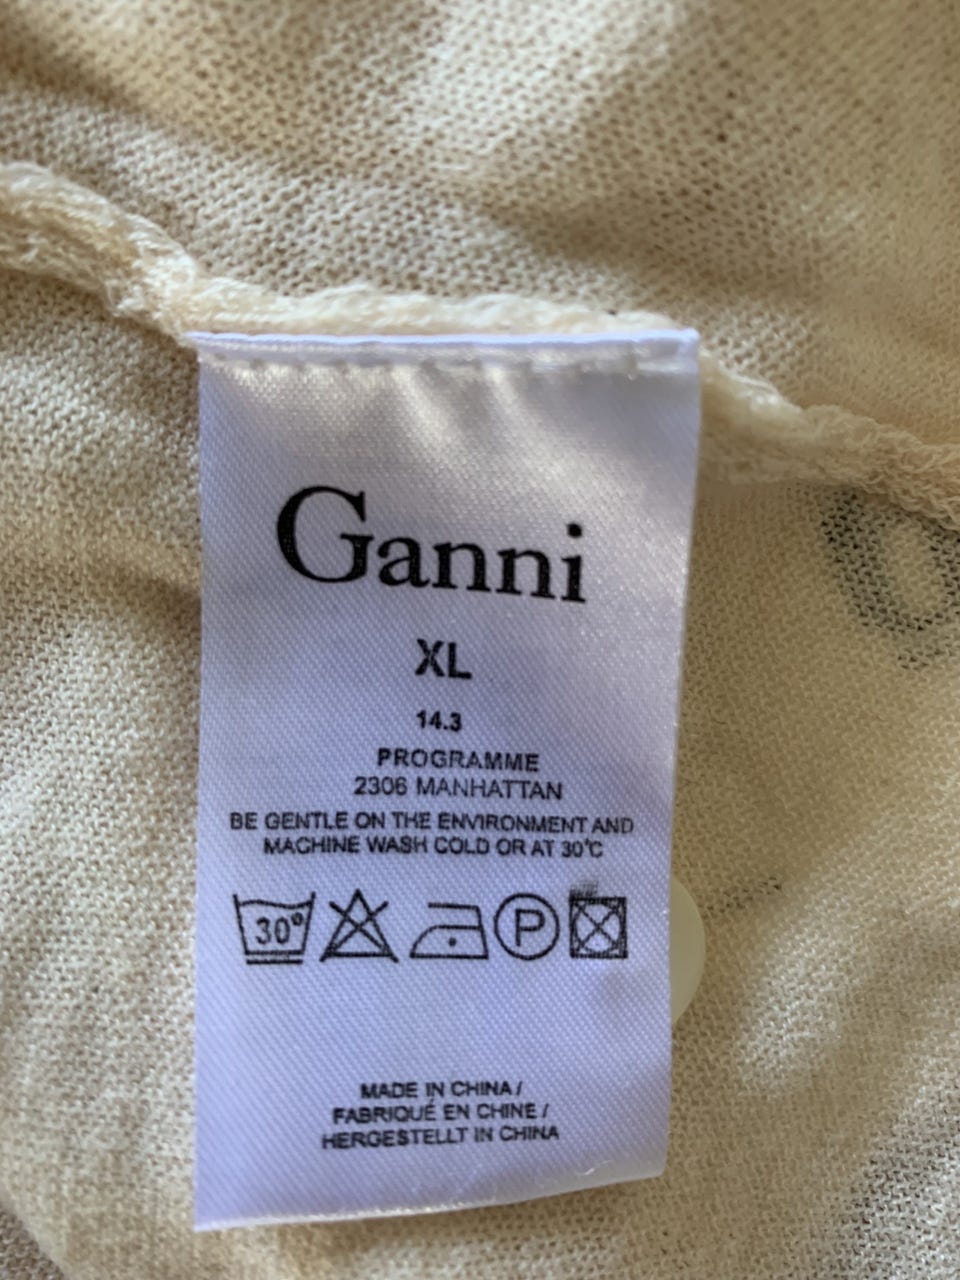 Ganni
XL
14.3
PROGRAMME
2306 MANHATTAN
BE GENTLE ON THE ENVIRONMENT AND
MACHINE WASH COLD OR AT 30°C
30° P
MADE IN CHINA /
FABRIQUÉ EN CHINE /
HERGESTELLT IN CHINA